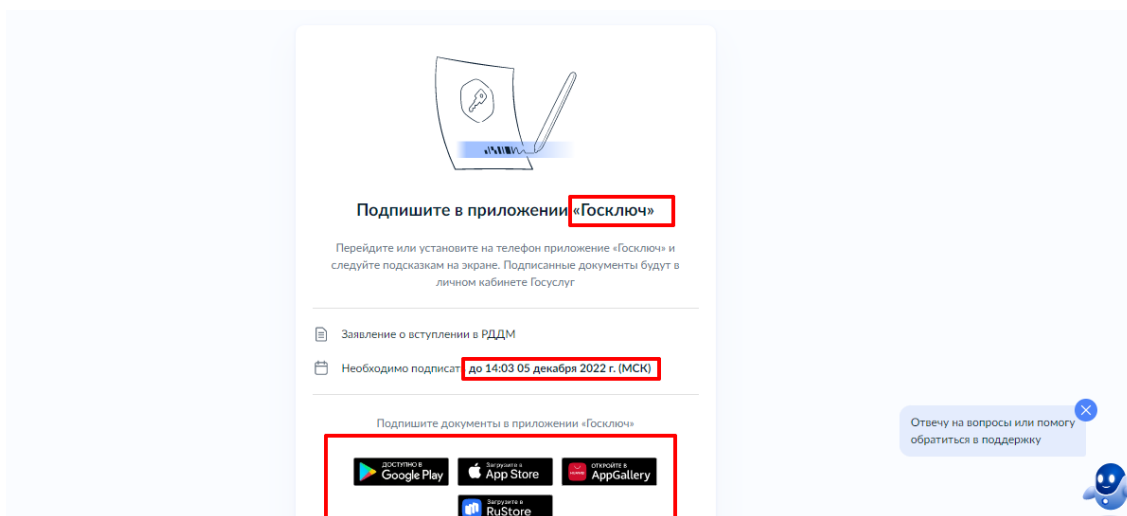 Подпишите в приложении «Госключ»
Перейдите или установите на телефон приложение «Госключ» и
следуйте подсказкам на экране. Подписанные документы будут в
личном кабинете Госуслуг
Заявление о вступлении в РДДМ
Необходимо подписать до 14:03 05 декабря 2022 г. (МСК)
Подпишите документы в приложении «Госключ»
ДОСТУПНО В
Google Play
Загрузите в
App Store
ОТКРОЙТЕ В
AppGallery
Загрузите в
RuStore
Отвечу на вопросы или помогу
обратиться в поддержку